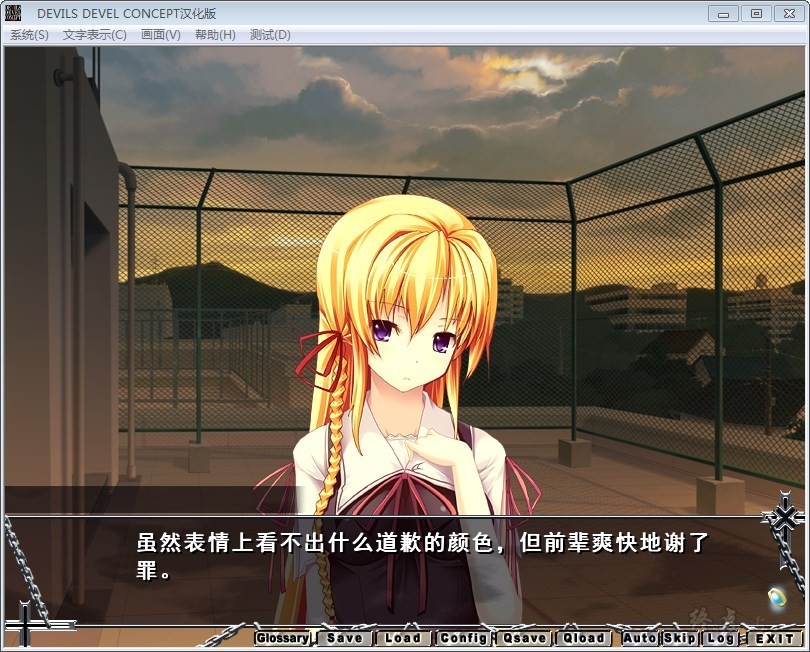 DEVILS DEVEL CONCEPT汉化版
系统(S) 文字表示(C) 画面(V) 帮助(H) 测试(D)
虽然表情上看不出什么道歉的颜色，但前辈爽快地谢了
罪。
Glossary Save Load Config Qsave Qload Auto Skip Log EXIT